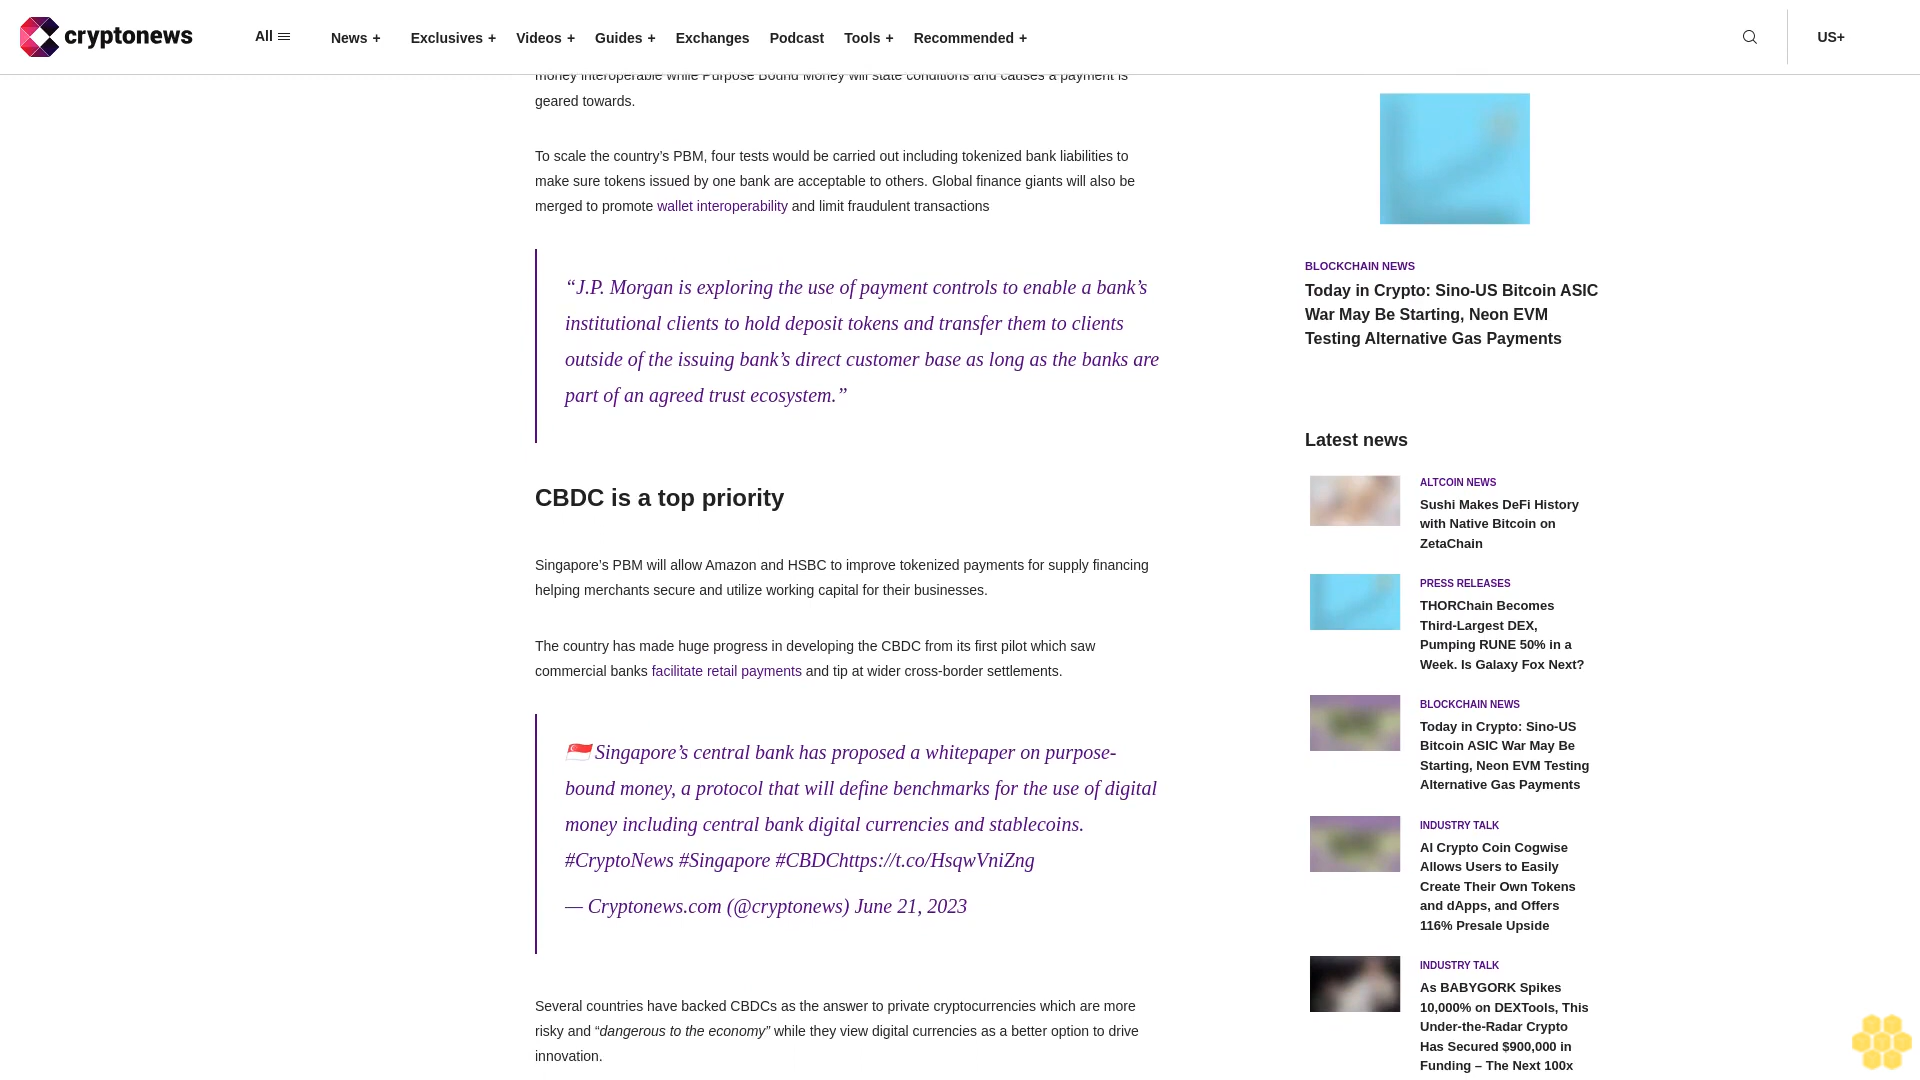 cryptonews
All
News +
Exclusives +
Videos +
Guides +
Exchanges
Podcast
Tools +
Recommended +
US+
money interoperable while Purpose Bound Money will state conditions and causes a payment is
geared towards.
To scale the country’s PBM, four tests would be carried out including tokenized bank liabilities to
make sure tokens issued by one bank are acceptable to others. Global finance giants will also be
merged to promote wallet interoperability and limit fraudulent transactions
“J.P. Morgan is exploring the use of payment controls to enable a bank’s
institutional clients to hold deposit tokens and transfer them to clients
outside of the issuing bank’s direct customer base as long as the banks are
part of an agreed trust ecosystem.”
CBDC is a top priority
Singapore’s PBM will allow Amazon and HSBC to improve tokenized payments for supply financing
helping merchants secure and utilize working capital for their businesses.
The country has made huge progress in developing the CBDC from its first pilot which saw
commercial banks facilitate retail payments and tip at wider cross-border settlements.
🇸🇬Singapore’s central bank has proposed a whitepaper on purpose-
bound money, a protocol that will define benchmarks for the use of digital
money including central bank digital currencies and stablecoins.
#CryptoNews #Singapore #CBDChttps://t.co/HsqwVniZng
— Cryptonews.com (@cryptonews) June 21, 2023
Several countries have backed CBDCs as the answer to private cryptocurrencies which are more
risky and “dangerous to the economy” while they view digital currencies as a better option to drive
innovation.
BLOCKCHAIN NEWS
Today in Crypto: Sino-US Bitcoin ASIC
War May Be Starting, Neon EVM
Testing Alternative Gas Payments
Latest news
ALTCOIN NEWS
Sushi Makes DeFi History
with Native Bitcoin on
ZetaChain
PRESS RELEASES
THORChain Becomes
Third-Largest DEX,
Pumping RUNE 50% in a
Week. Is Galaxy Fox Next?
BLOCKCHAIN NEWS
Today in Crypto: Sino-US
Bitcoin ASIC War May Be
Starting, Neon EVM Testing
Alternative Gas Payments
INDUSTRY TALK
AI Crypto Coin Cogwise
Allows Users to Easily
Create Their Own Tokens
and dApps, and Offers
116% Presale Upside
INDUSTRY TALK
As BABYGORK Spikes
10,000% on DEXTools, This
Under-the-Radar Crypto
Has Secured $900,000 in
Funding – The Next 100x